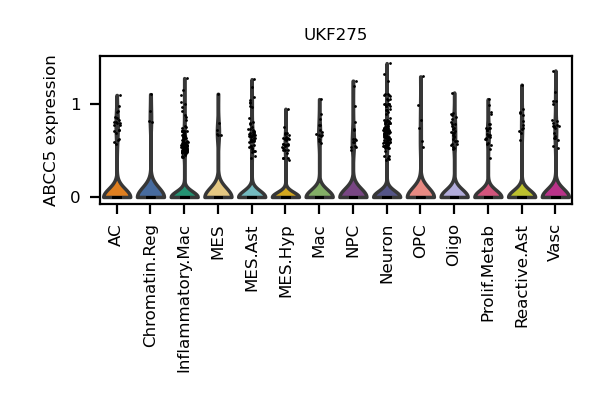 UKF275
ABCC5 expression
1
0
AC
Chromatin.Reg
Inflammatory.Mac
MES
MES.Ast
MES.Hyp
Mac
NPC
Neuron
OPC
Oligo
Prolif.Metab
Reactive.Ast
Vasc